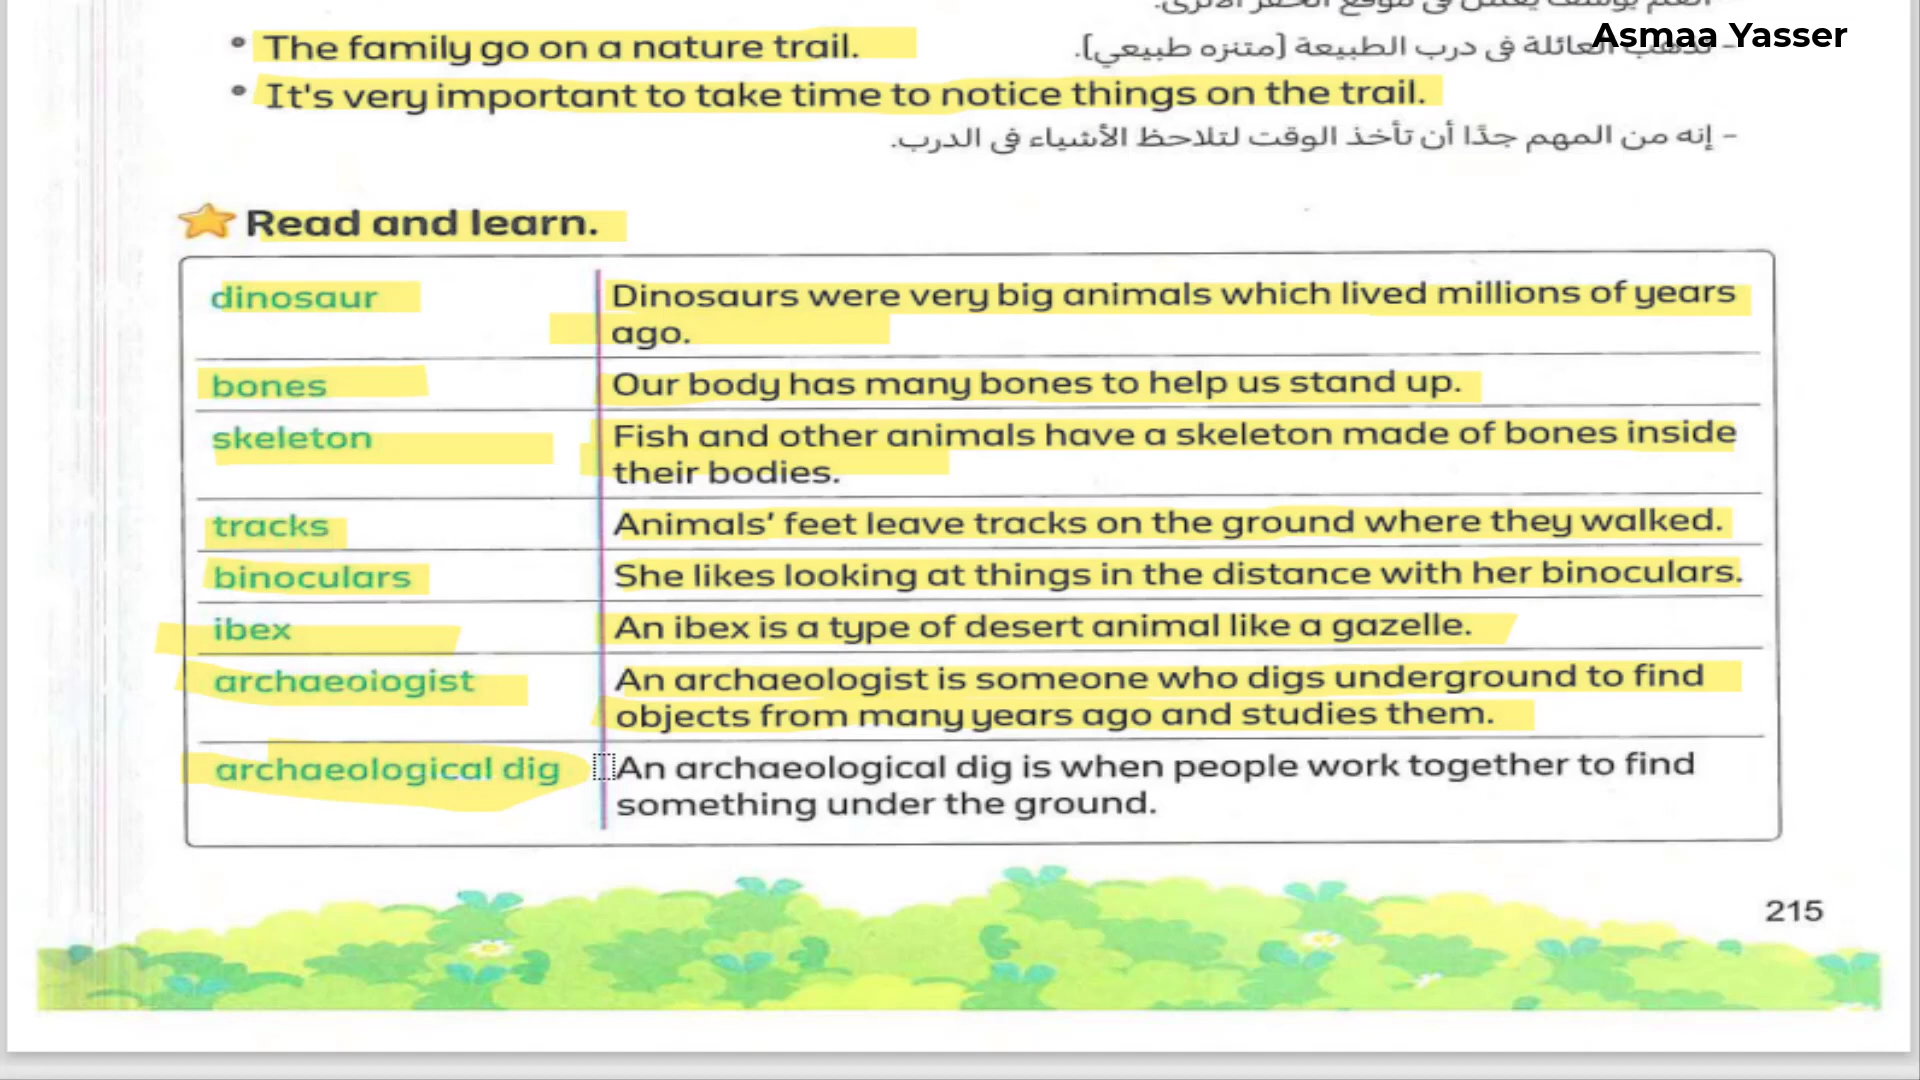 Asmaa Yasser
• The family go on a nature trail.
العائلة فى درب الطبيعة [متنزه طبيعي].
• It's very important to take time to notice things on the trail.
– إنه من المهم جدًا أن تأخذ الوقت لتلاحظ الأشياء فى الدرب.
Read and learn.
dinosaur
Dinosaurs were very big animals which lived millions of years
ago.
bones
Our body has many bones to help us stand up.
skeleton
Fish and other animals have a skeleton made of bones inside
their bodies.
tracks
Animals' feet leave tracks on the ground where they walked.
binoculars
She likes looking at things in the distance with her binoculars.
ibex
An ibex is a type of desert animal like a gazelle.
archaeologist
An archaeologist is someone who digs underground to find
objects from many years ago and studies them.
archaeological dig
An archaeological dig is when people work together to find
something under the ground.
215